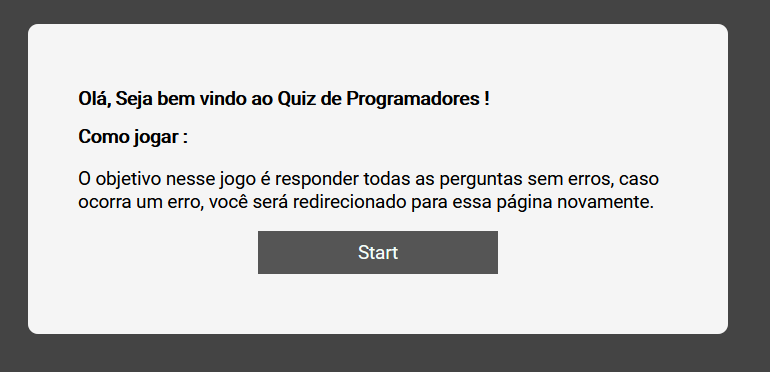 Olá, Seja bem vindo ao Quiz de Programadores !
Como jogar :
O objetivo nesse jogo é responder todas as perguntas sem erros, caso
ocorra um erro, você será redirecionado para essa página novamente.
Start